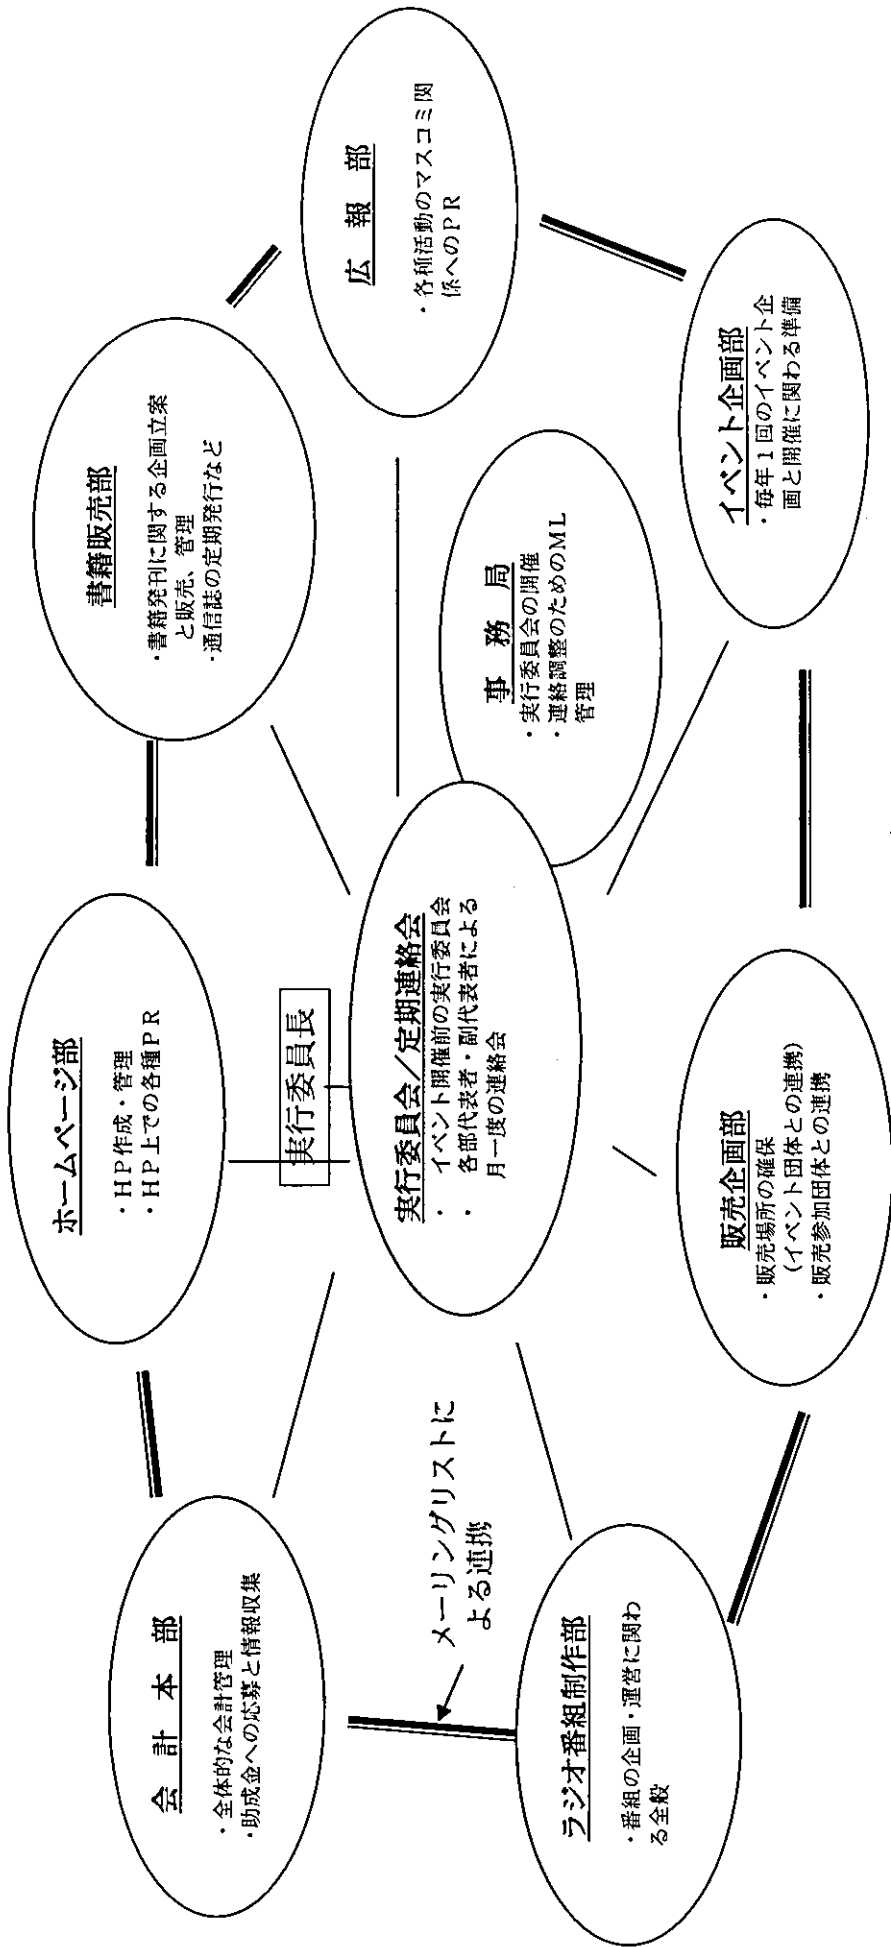 会 計 本 部
・全体的な会計管理
・助成金への応募と情報収集
ホームページ部
・HP作成・管理
・HP上での各種PR
書籍販売部
・書籍発刊に関する企画立案
と販売、管理
・通信誌の定期発行など
広 報 部
・各種活動のマスコミ関
係へのPR
実行委員長
実行委員会／定期連絡会
・ イベント開催前の実行委員会
・ 各部代表者・副代表者による
月一度の連絡会
事 務 局
・実行委員会の開催
・連絡調整のためのML
管理
メーリングリストに
よる連携
ラジオ番組制作部
・番組の企画・運営に関わ
る全般
販売企画部
・販売場所の確保
(イベント団体との連携)
・販売参加団体との連携
イベント企画部
・毎年1回のイベント企
画と開催に関わる準備